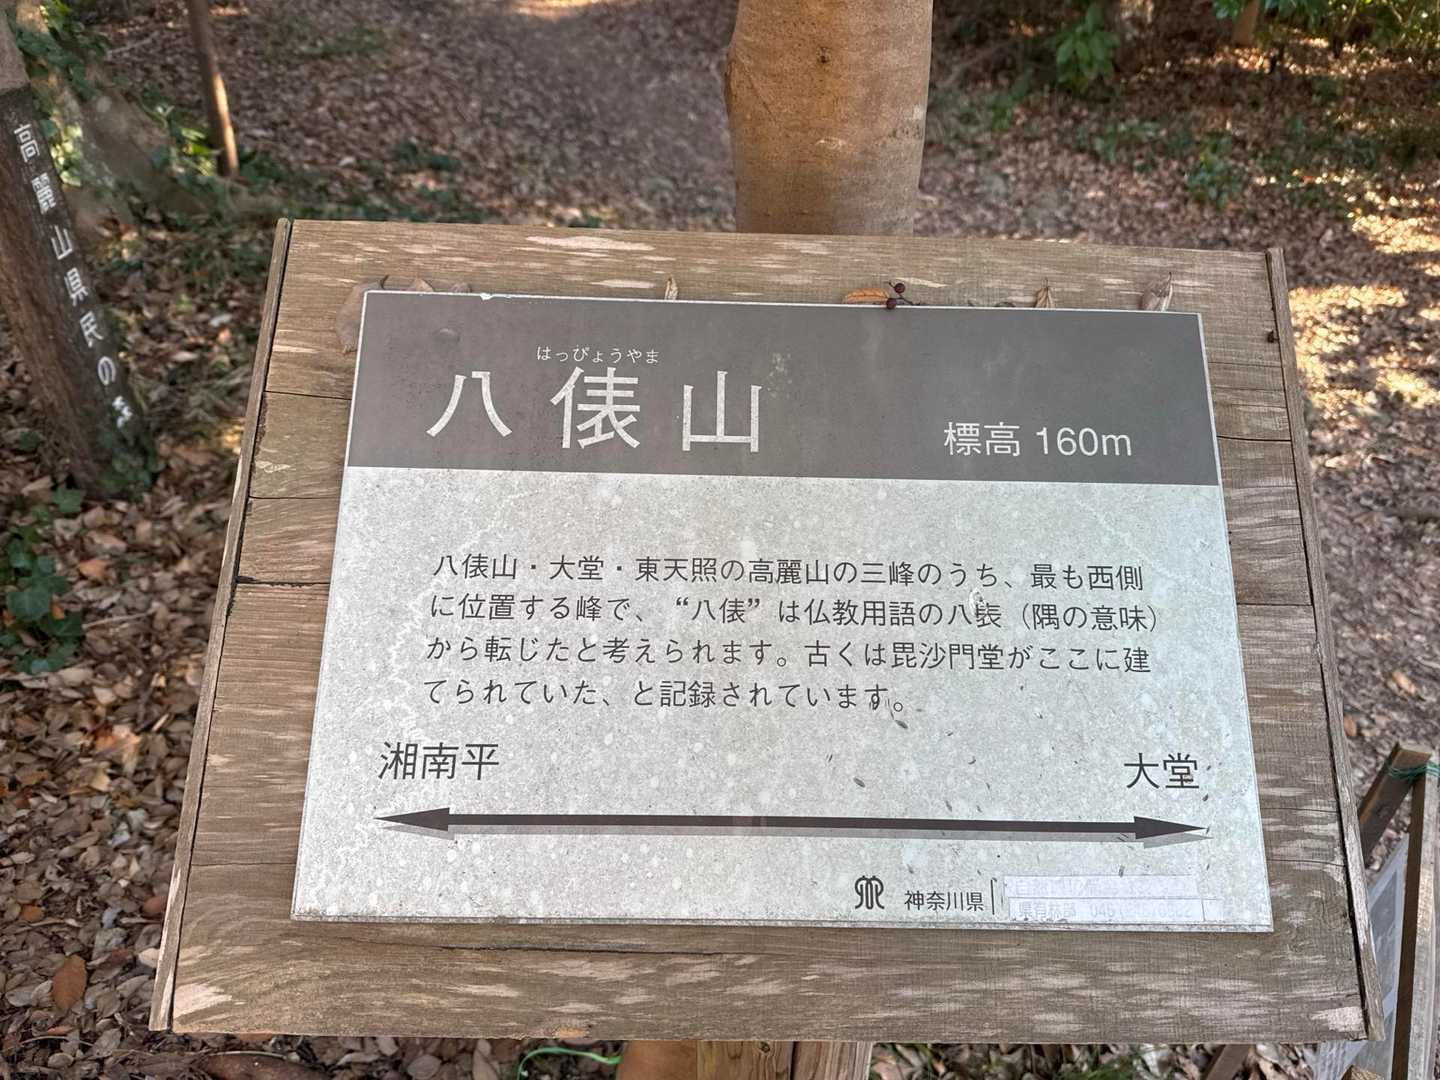 高麗山県民の森
はっぴょうやま
八俵山
標高 160m
八俵山・大堂・東天照の高麗山の三峰のうち、最も西側
に位置する峰で、“八俵”は仏教用語の八表（隅の意味）
から転じたと考えられます。古くは毘沙門堂がここに建
てられていた、と記録されています。
湘南平
大堂
神奈川県